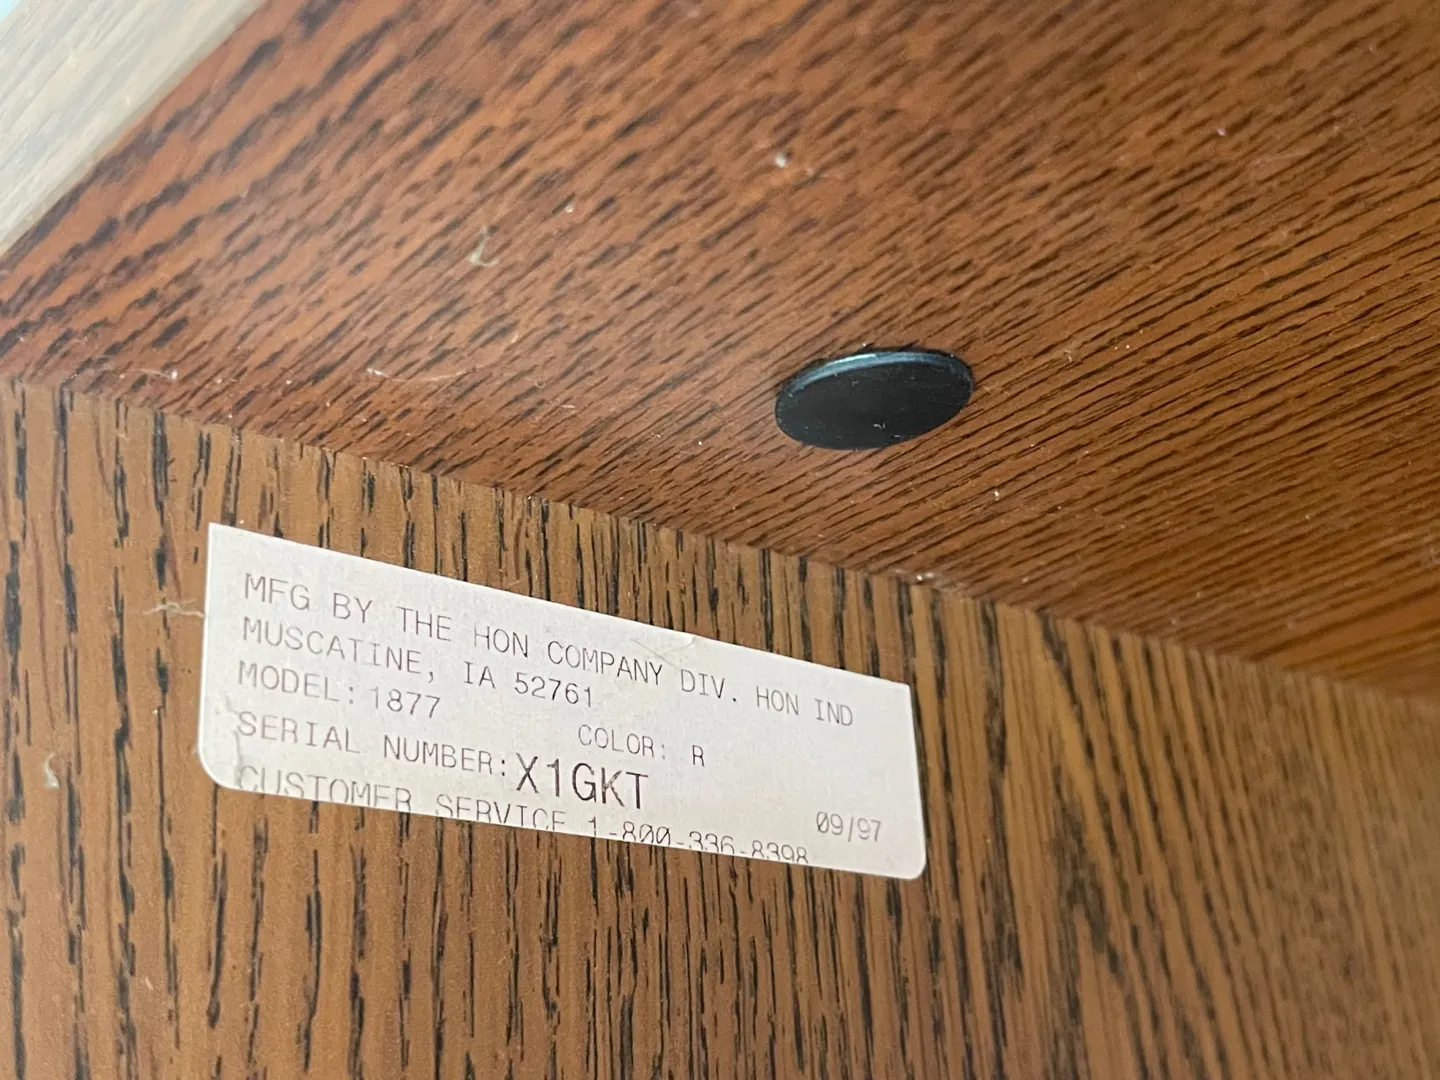 MFG BY THE HON COMPANY DIV. HON IND
MUSCATINE, IA 52761
MODEL: 1877 COLOR: R
SERIAL NUMBER: X1GKT 09/97
CUSTOMER SERVICE 1-800-336-8398